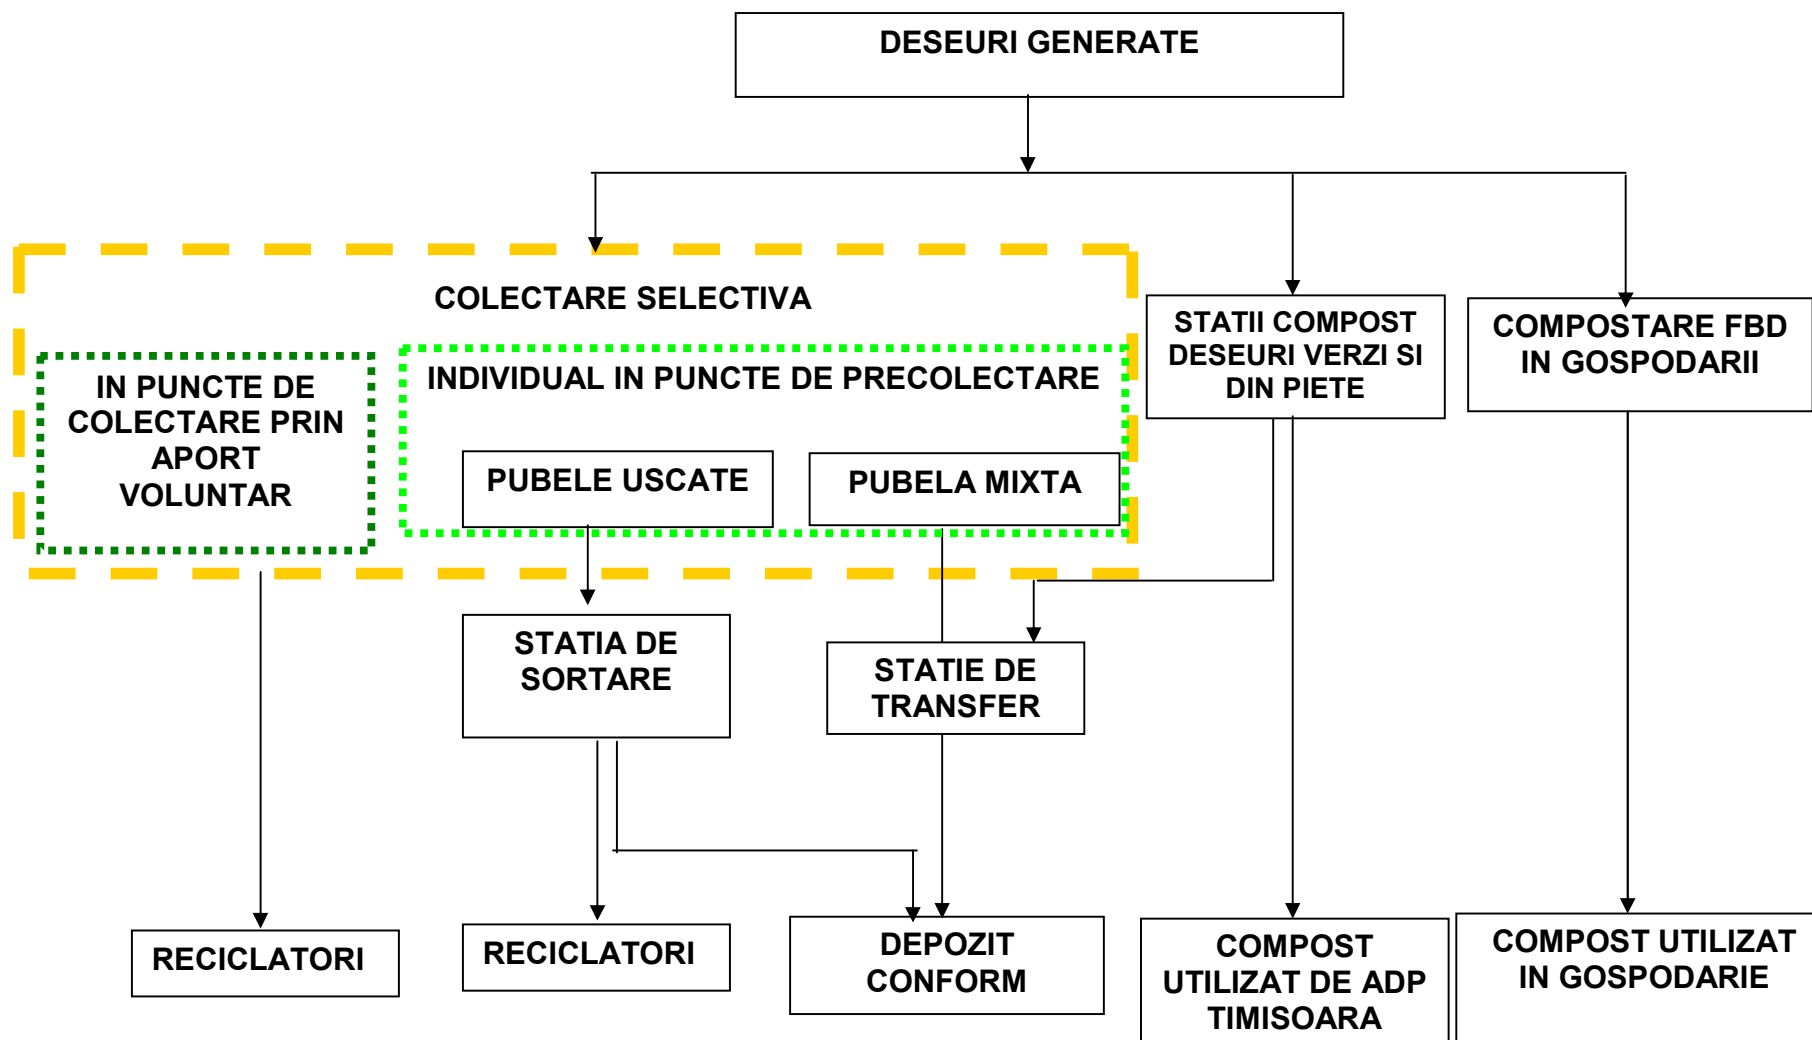 DESEURI GENERATE
COLECTARE SELECTIVA
IN PUNCTE DE
COLECTARE PRIN
APORT
VOLUNTAR
INDIVIDUAL IN PUNCTE DE PRECOLECTARE
PUBELE USCATE
PUBELA MIXTA
STATII COMPOST
DESEURI VERZI SI
DIN PIETE
COMPOSTARE FBD
IN GOSPODARII
STATIA DE
SORTARE
STATIE DE
TRANSFER
RECICLATORI
RECICLATORI
DEPOZIT
CONFORM
COMPOST
UTILIZAT DE ADP
TIMISOARA
COMPOST UTILIZAT
IN GOSPODARIE